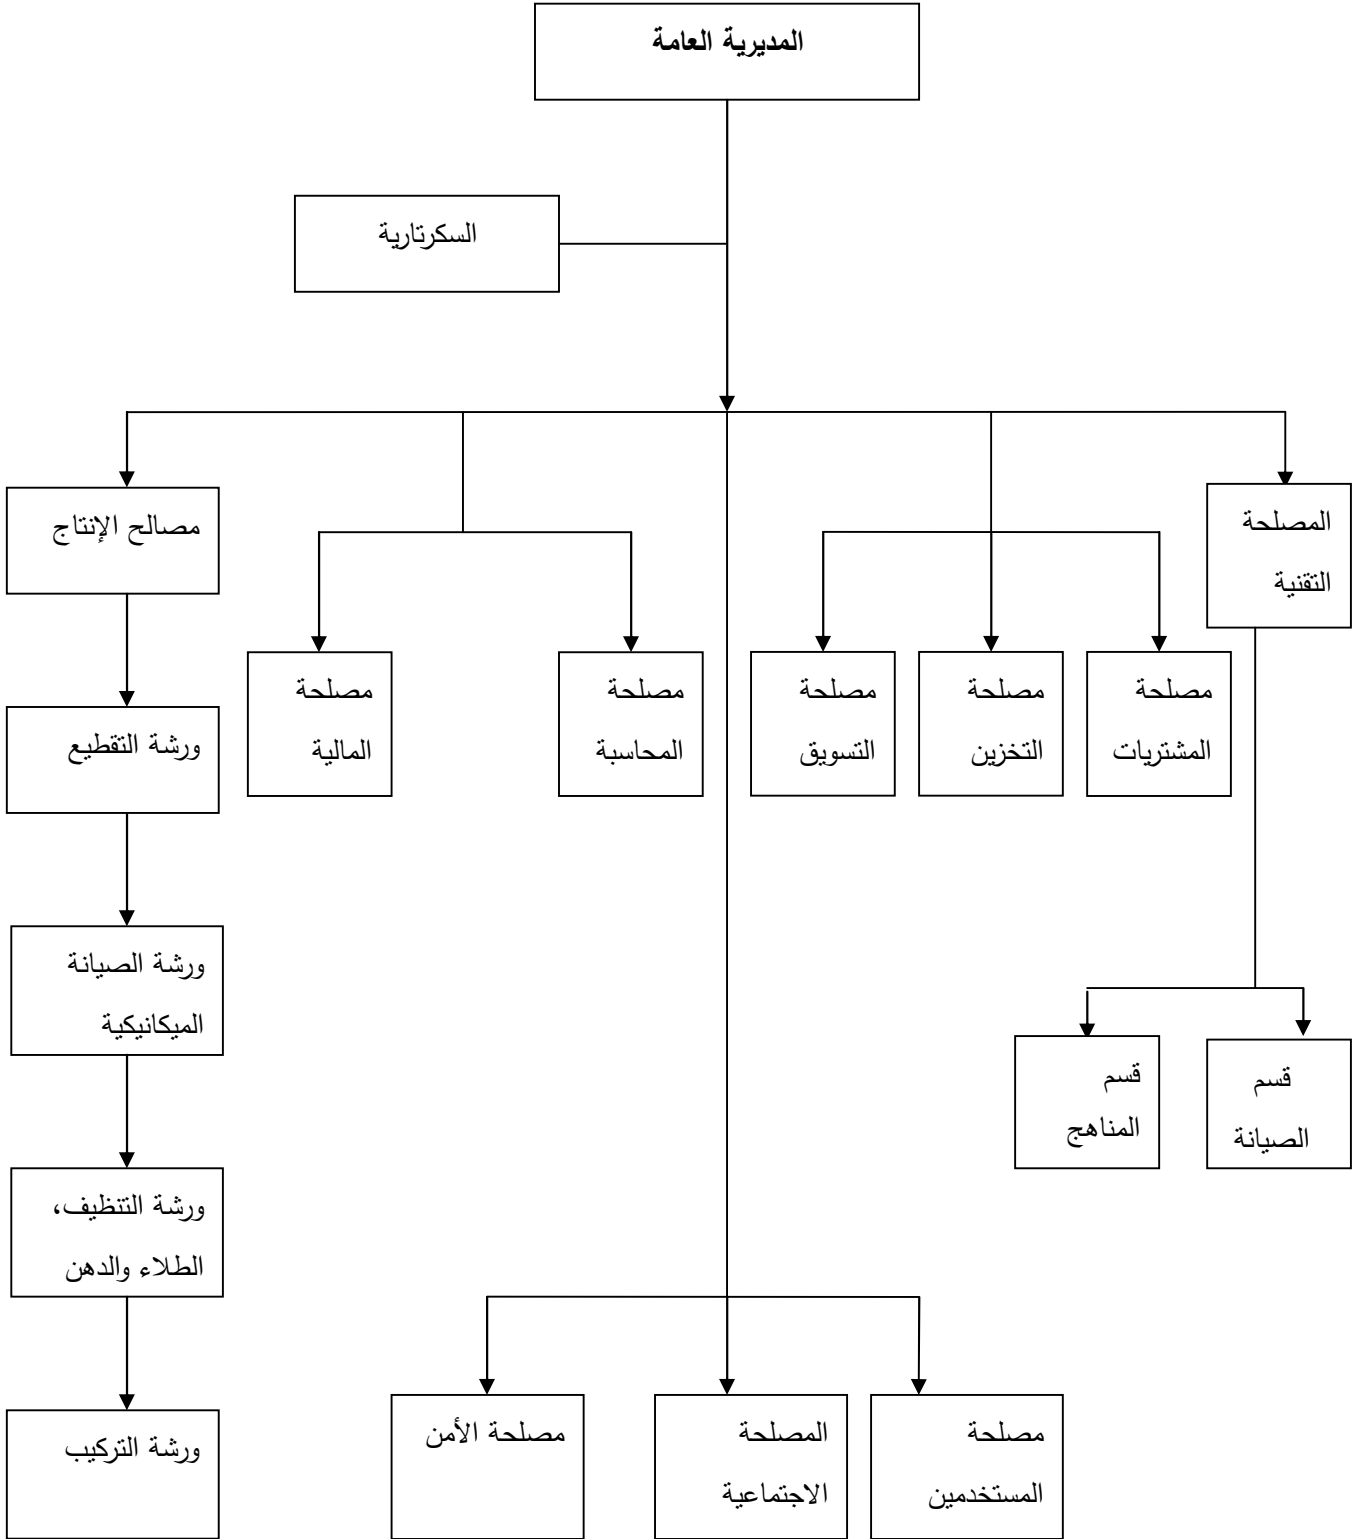 المديرية العامة
السكرتارية
المصلحة
التقنية
مصالح الإنتاج
مصلحة
المشتريات
مصلحة
التخزين
مصلحة
التسويق
مصلحة
المحاسبة
مصلحة
المالية
ورشة التقطيع
ورشة الصيانة
الميكانيكية
قسم
الصيانة
قسم
المناهج
ورشة التنظيف،
الطلاء والدهن
مصلحة
المستخدمين
المصلحة
الاجتماعية
مصلحة الأمن
ورشة التركيب